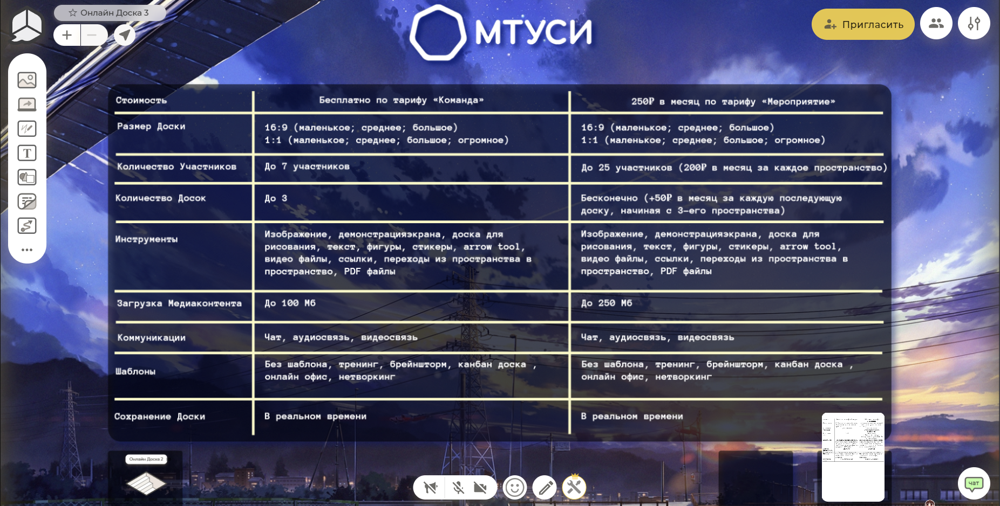 Онлайн Доска 3
МТУСИ
Пригласить
Стоимость
Бесплатно по тарифу «Команда»
250₽ в месяц по тарифу «Мероприятие»
Размер Доски
16:9 (маленькое; среднее; большое)
1:1 (маленькое; среднее; большое; огромное)
16:9 (маленькое; среднее; большое)
1:1 (маленькое; среднее; большое; огромное)
Количество Участников
До 7 участников
До 25 участников (200₽ в месяц за каждое пространство)
Количество Досок
До 3
Бесконечно (+50₽ в месяц за каждую последующую
доску, начиная с 3-его пространства)
Инструменты
Изображение, демонстрацияэкрана, доска для
рисования, текст, фигуры, стикеры, arrow tool,
видео файлы, ссылки, переходы из пространства в
пространство, PDF файлы
Изображение, демонстрацияэкрана, доска для
рисования, текст, фигуры, стикеры, arrow tool,
видео файлы, ссылки, переходы из пространства в
пространство, PDF файлы
Загрузка Медиаконтента
До 100 Мб
До 250 Мб
Коммуникации
Чат, аудиосвязь, видеосвязь
Чат, аудиосвязь, видеосвязь
Шаблоны
Без шаблона, тренинг, брейншторм, канбан доска ,
онлайн офис, нетворкинг
Без шаблона, тренинг, брейншторм, канбан доска ,
онлайн офис, нетворкинг
Сохранение Доски
В реальном времени
В реальном времени
Онлайн Доска 2
чат